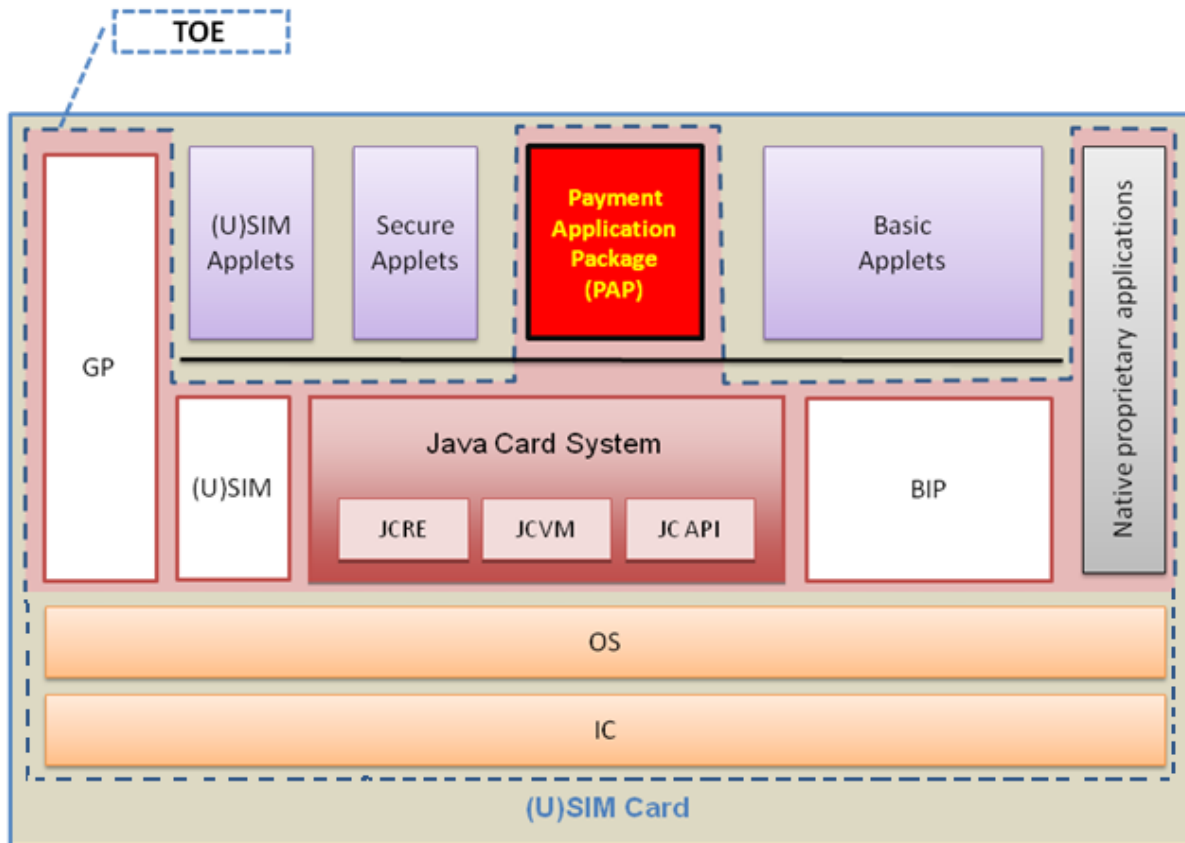 TOE
GP
(U)SIM
Applets
Secure
Applets
Payment
Application
Package
(PAP)
Basic
Applets
Native proprietary applications
(U)SIM
Java Card System
JCRE
JCVM
JC API
BIP
OS
IC
(U)SIM Card